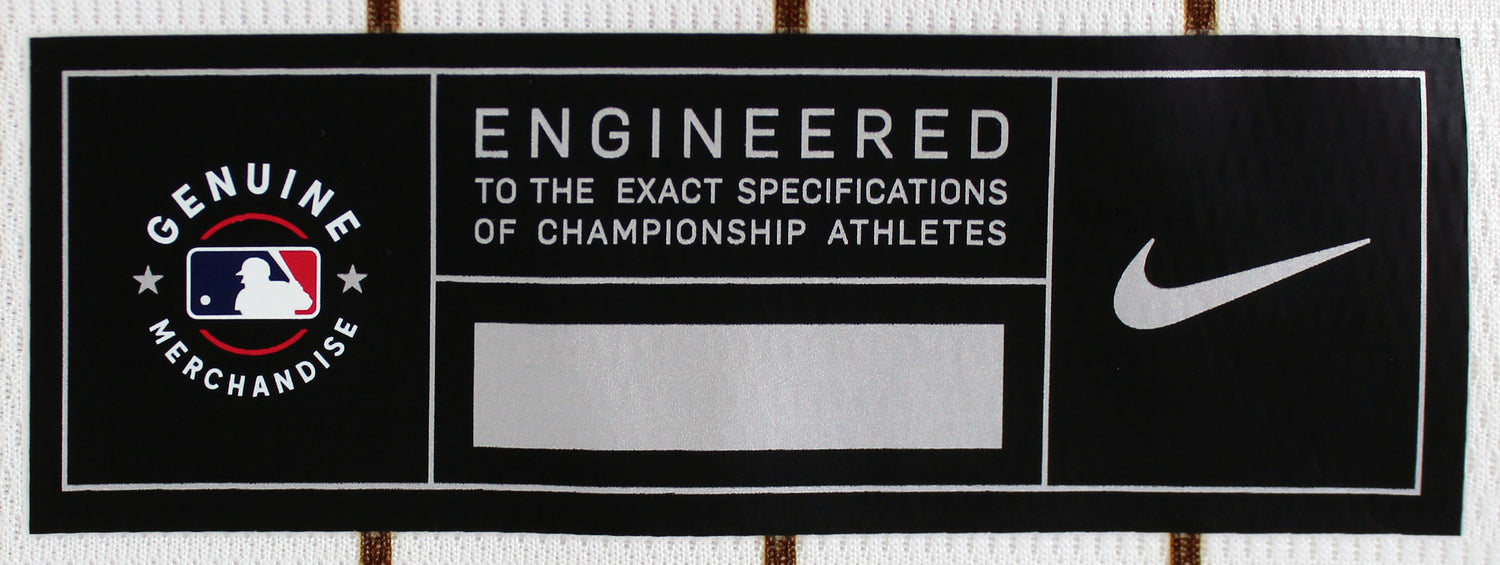 GENUINE
MERCHANDISE
ENGINEERED
TO THE EXACT SPECIFICATIONS
OF CHAMPIONSHIP ATHLETES